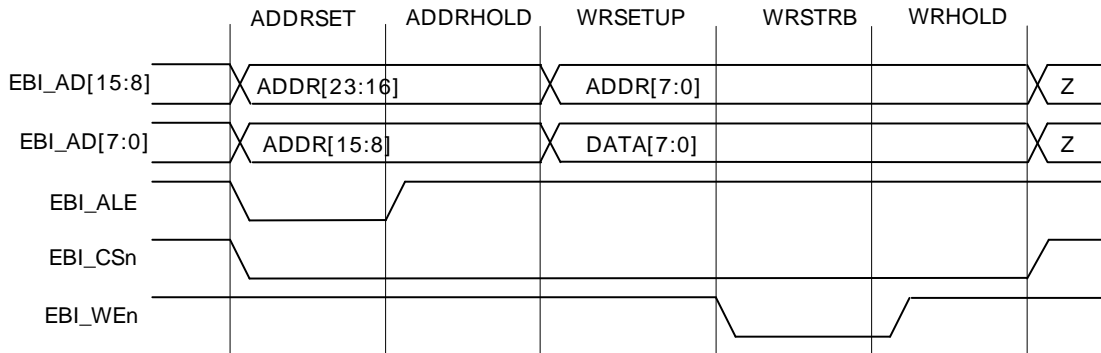 ADDRSET ADDRHOLD WRSETUP WRSTRB WRHOLD
EBI_AD[15:8] ADDR[23:16] ADDR[7:0] Z
EBI_AD[7:0] ADDR[15:8] DATA[7:0] Z
EBI_ALE
EBI_CSn
EBI_WEn